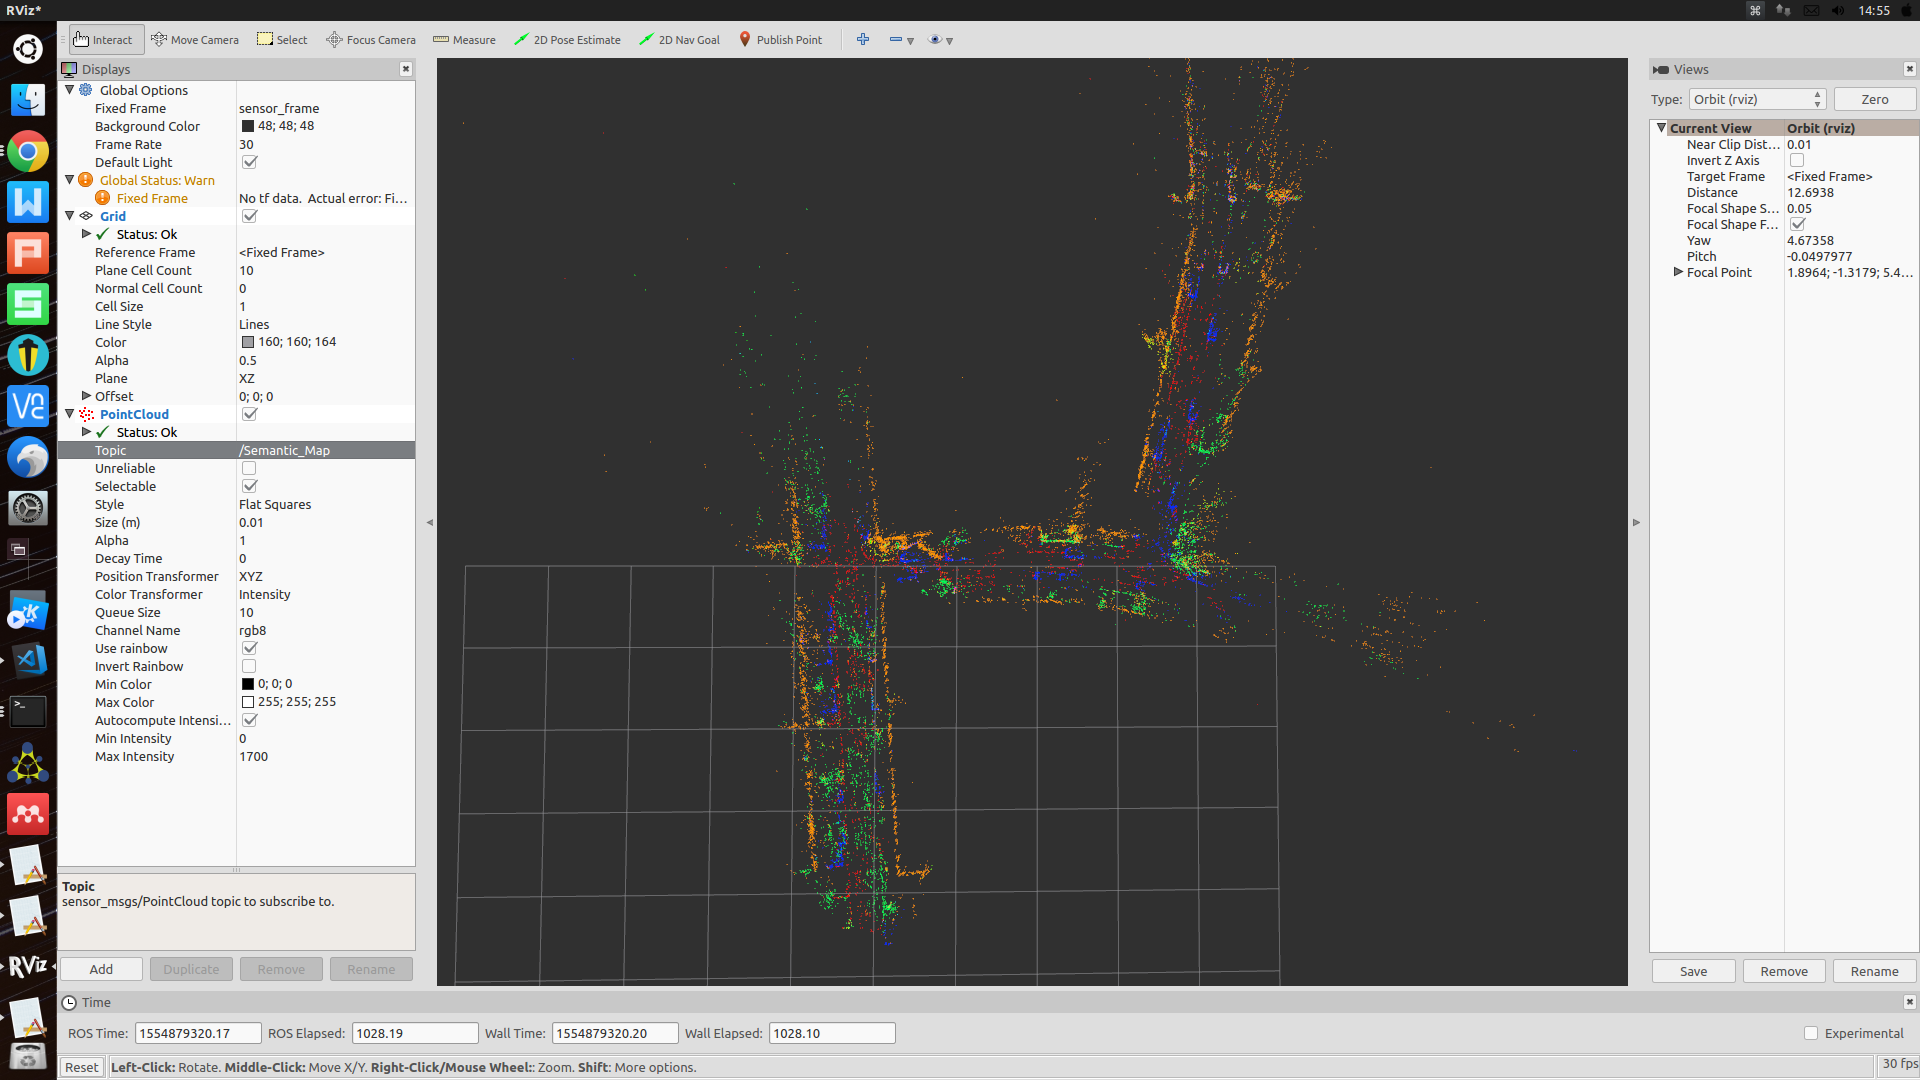 RViz*
14:55
Interact Move Camera Select Focus Camera Measure 2D Pose Estimate 2D Nav Goal Publish Point
Displays
Global Options
Fixed Frame sensor_frame
Background Color 48; 48; 48
Frame Rate 30
Default Light
Global Status: Warn
Fixed Frame No tf data. Actual error: Fi...
Grid
Status: Ok
Reference Frame <Fixed Frame>
Plane Cell Count 10
Normal Cell Count 0
Cell Size 1
Line Style Lines
Color 160; 160; 164
Alpha 0.5
Plane XZ
Offset 0; 0; 0
PointCloud
Status: Ok
Topic /Semantic_Map
Unreliable
Selectable
Style Flat Squares
Size (m) 0.01
Alpha 1
Decay Time 0
Position Transformer XYZ
Color Transformer Intensity
Queue Size 10
Channel Name rgb8
Use rainbow
Invert Rainbow
Min Color 0; 0; 0
Max Color 255; 255; 255
Autocompute Intensi...
Min Intensity 0
Max Intensity 1700
Topic
sensor_msgs/PointCloud topic to subscribe to.
Add Duplicate Remove Rename
Views
Type: Orbit (rviz) Zero
Current View Orbit (rviz)
Near Clip Dist... 0.01
Invert Z Axis
Target Frame <Fixed Frame>
Distance 12.6938
Focal Shape S... 0.05
Focal Shape F...
Yaw 4.67358
Pitch -0.0497977
Focal Point 1.8964; -1.3179; 5.4...
Save Remove Rename
Time
ROS Time: 1554879320.17 ROS Elapsed: 1028.19 Wall Time: 1554879320.20 Wall Elapsed: 1028.10 Experimental
Reset Left-Click: Rotate. Middle-Click: Move X/Y. Right-Click/Mouse Wheel:: Zoom. Shift: More options. 30 fps
RViz